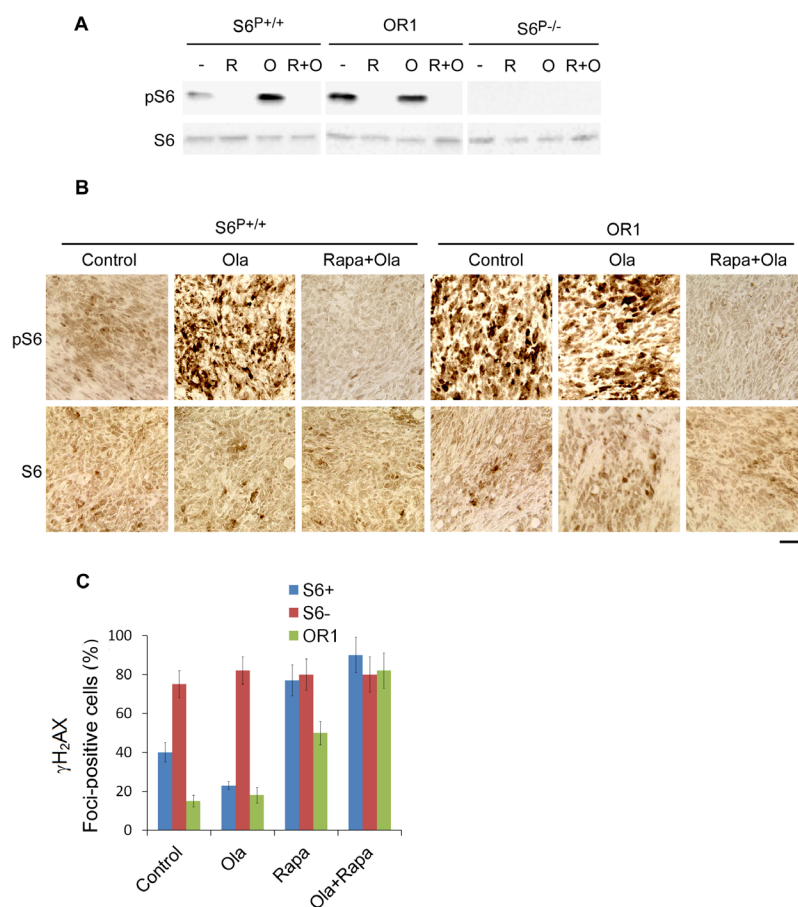 A
S6P+/+ OR1 S6P-/-
- R O R+O - R O R+O - R O R+O
pS6
S6
B
S6P+/+ OR1
Control Ola Rapa+Ola Control Ola Rapa+Ola
pS6
S6
C
S6+
S6-
OR1
γH2AX
Foci-positive cells (%)
100
80
60
40
20
0
Control Ola Rapa Ola+Rapa